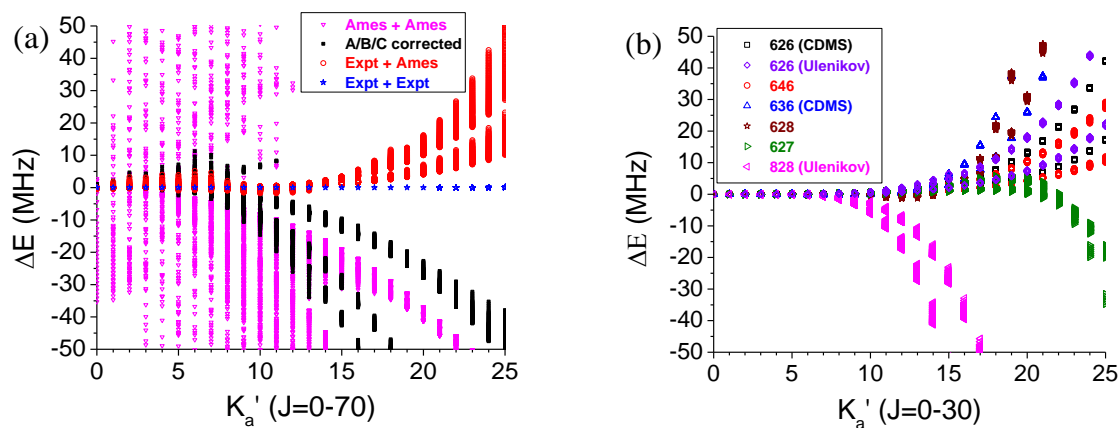 (a)
Ames + Ames
A/B/C corrected
Expt + Ames
Expt + Expt
50
40
30
20
10
0
-10
-20
-30
-40
-50
ΔE (MHz)
0 5 10 15 20 25
Ka' (J=0-70)
(b)
626 (CDMS)
626 (Ulenikov)
646
636 (CDMS)
628
627
828 (Ulenikov)
50
40
30
20
10
0
-10
-20
-30
-40
-50
ΔE (MHz)
0 5 10 15 20 25
Ka' (J=0-30)